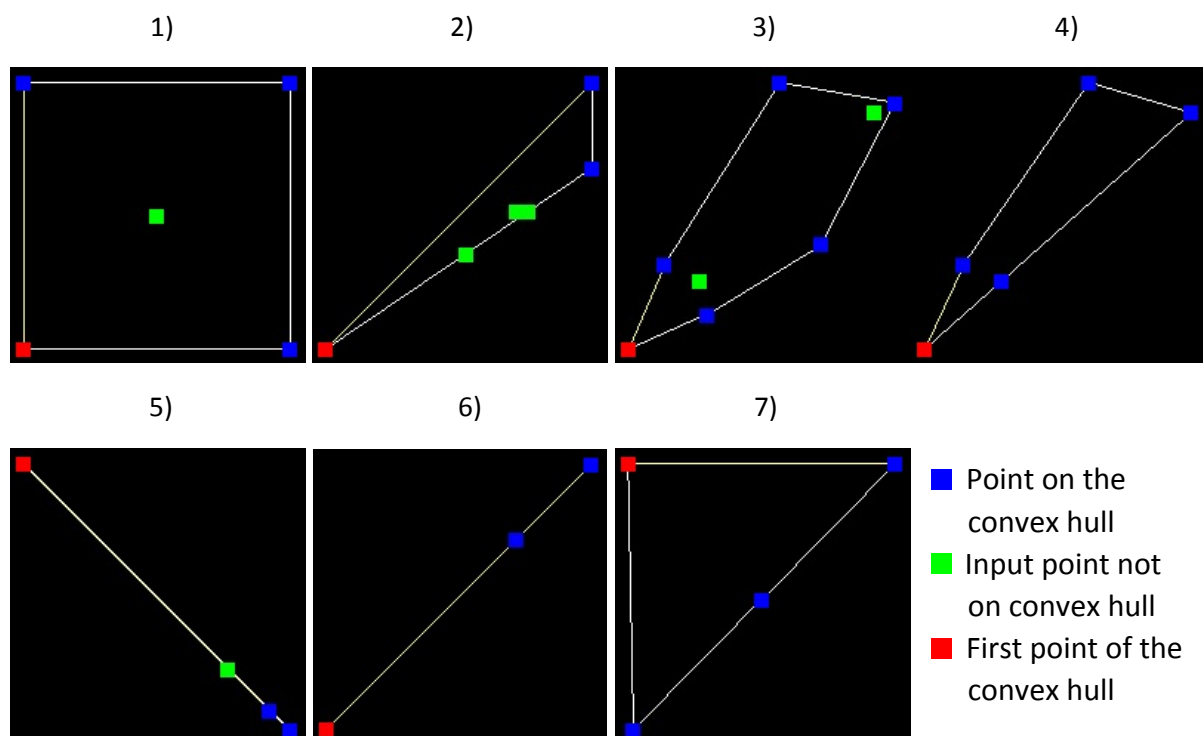 1)
2)
3)
4)
5)
6)
7)
Point on the
convex hull
Input point not
on convex hull
First point of the
convex hull